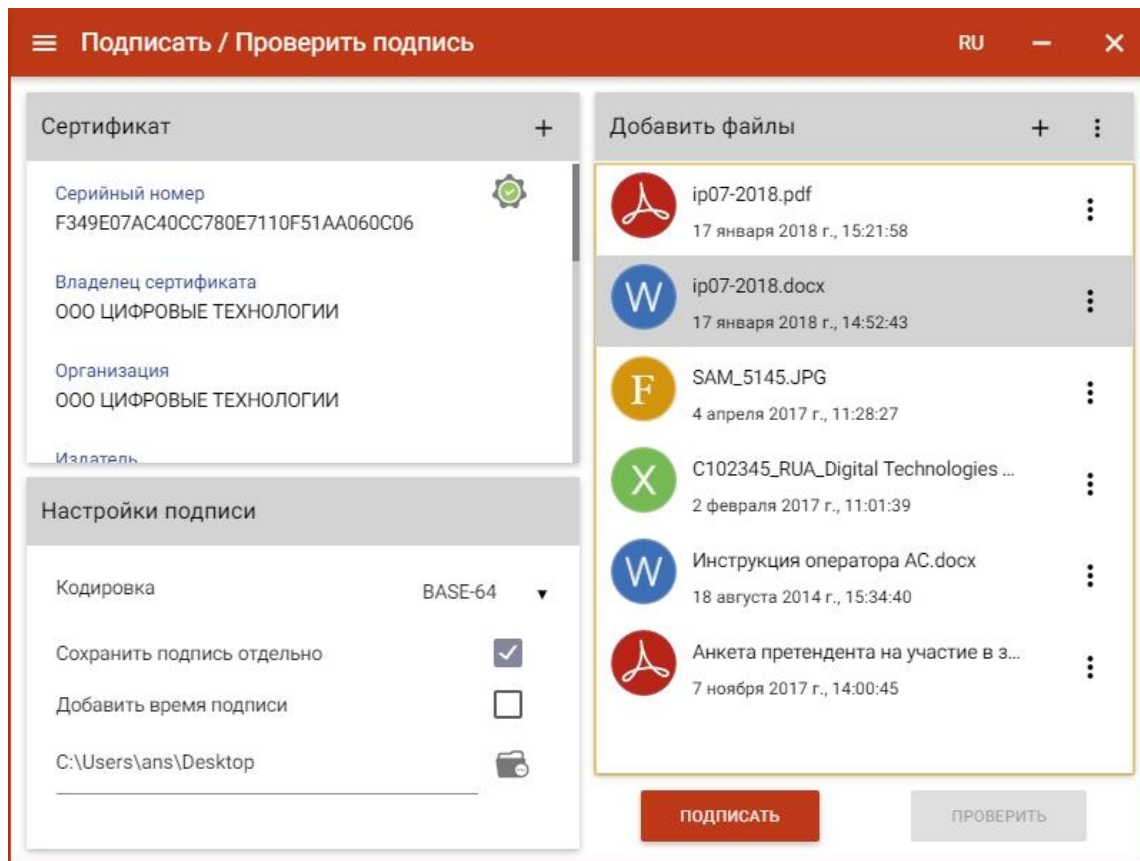 Подписать / Проверить подпись
RU
Сертификат
Серийный номер
F349E07AC40CC780E7110F51AA060C06
Владелец сертификата
ООО ЦИФРОВЫЕ ТЕХНОЛОГИИ
Организация
ООО ЦИФРОВЫЕ ТЕХНОЛОГИИ
Издатель
Настройки подписи
Кодировка
BASE-64
Сохранить подпись отдельно
Добавить время подписи
C:\Users\ans\Desktop
Добавить файлы
ip07-2018.pdf
17 января 2018 г., 15:21:58
W
ip07-2018.docx
17 января 2018 г., 14:52:43
F
SAM_5145.JPG
4 апреля 2017 г., 11:28:27
X
C102345_RUA_Digital Technologies ...
2 февраля 2017 г., 11:01:39
W
Инструкция оператора АС.docx
18 августа 2014 г., 15:34:40
Анкета претендента на участие в з...
7 ноября 2017 г., 14:00:45
ПОДПИСАТЬ
ПРОВЕРИТЬ